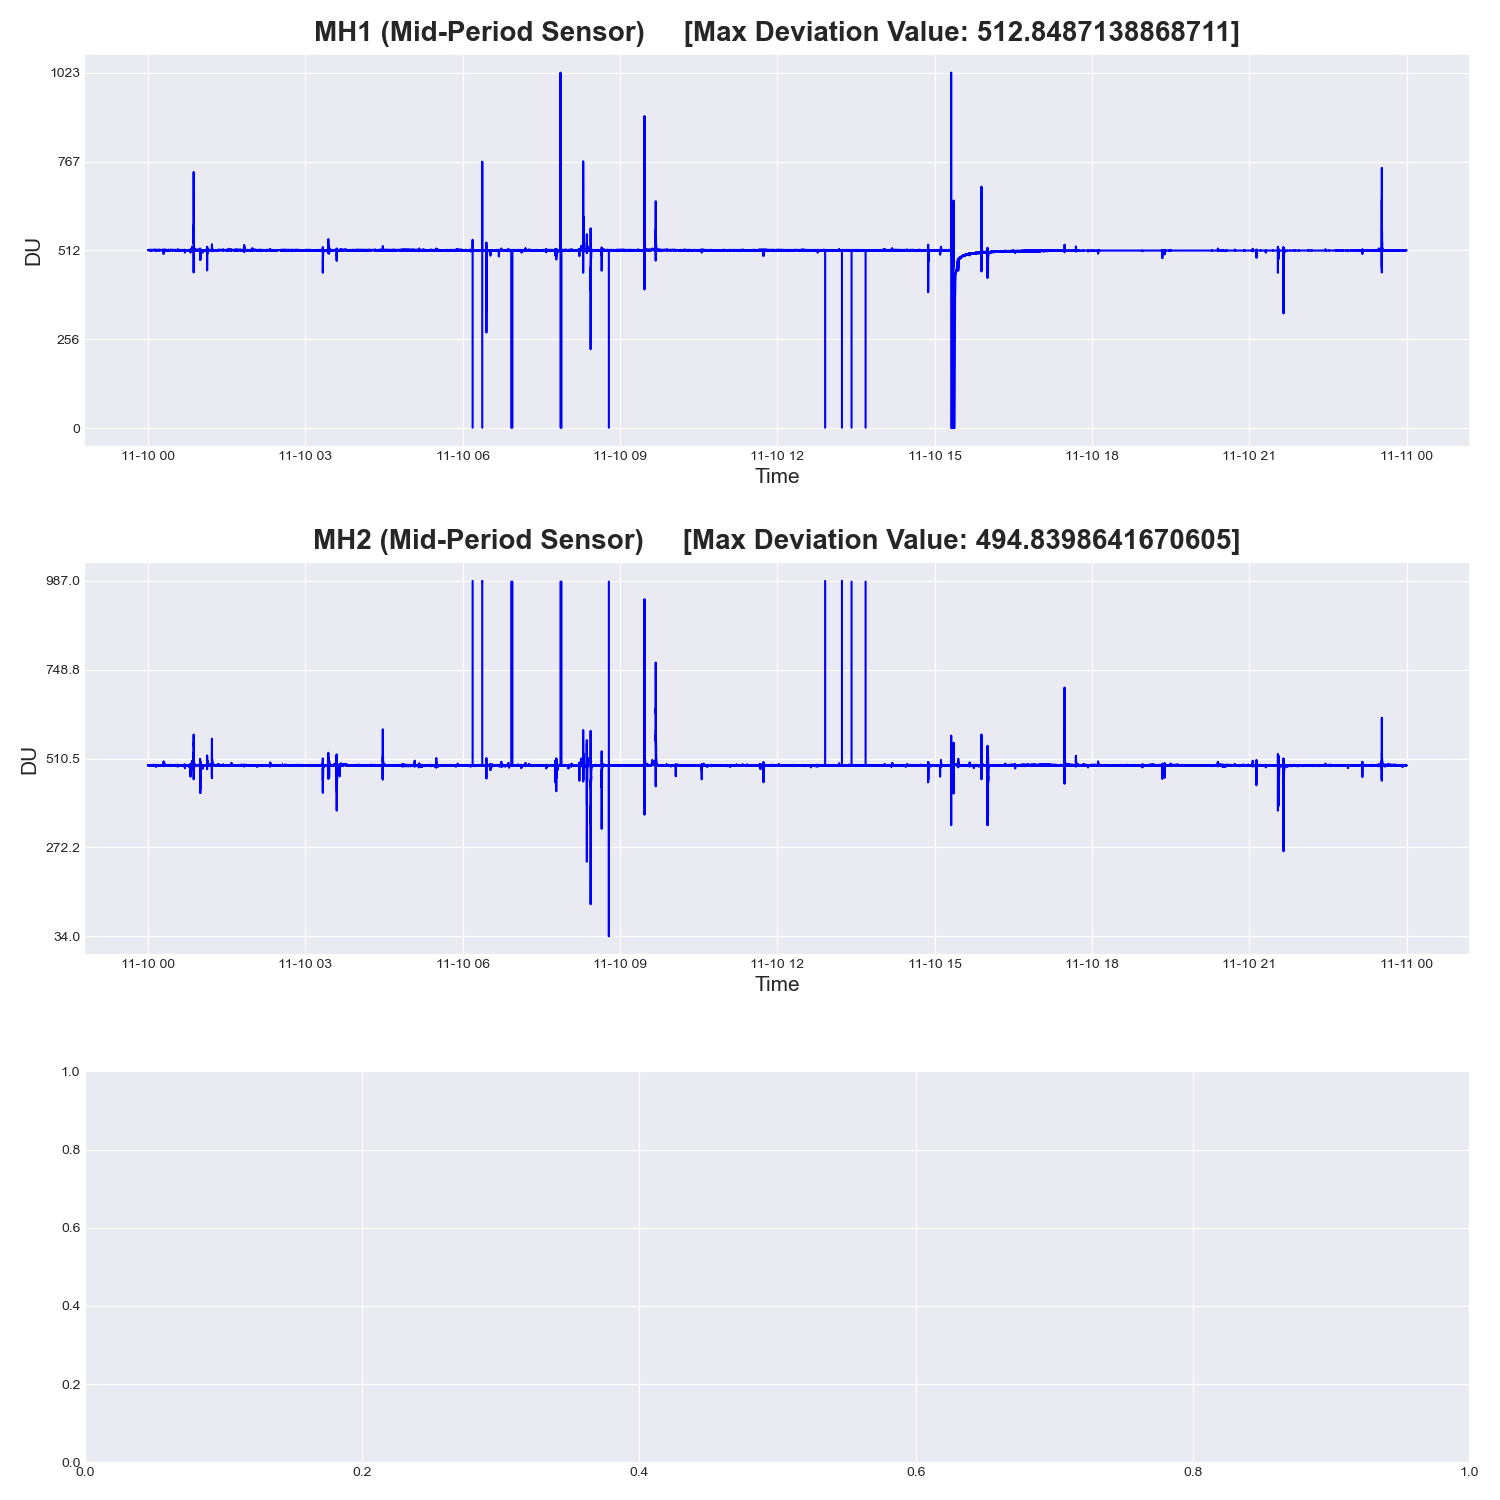 MH1 (Mid-Period Sensor) [Max Deviation Value: 512.8487138868711]
1023
767
512
256
0
DU
11-10 00 11-10 03 11-10 06 11-10 09 11-10 12 11-10 15 11-10 18 11-10 21 11-11 00
Time
MH2 (Mid-Period Sensor) [Max Deviation Value: 494.8398641670605]
987.0
748.8
510.5
272.2
34.0
DU
11-10 00 11-10 03 11-10 06 11-10 09 11-10 12 11-10 15 11-10 18 11-10 21 11-11 00
Time
1.0
0.8
0.6
0.4
0.2
0.0
0.0 0.2 0.4 0.6 0.8 1.0